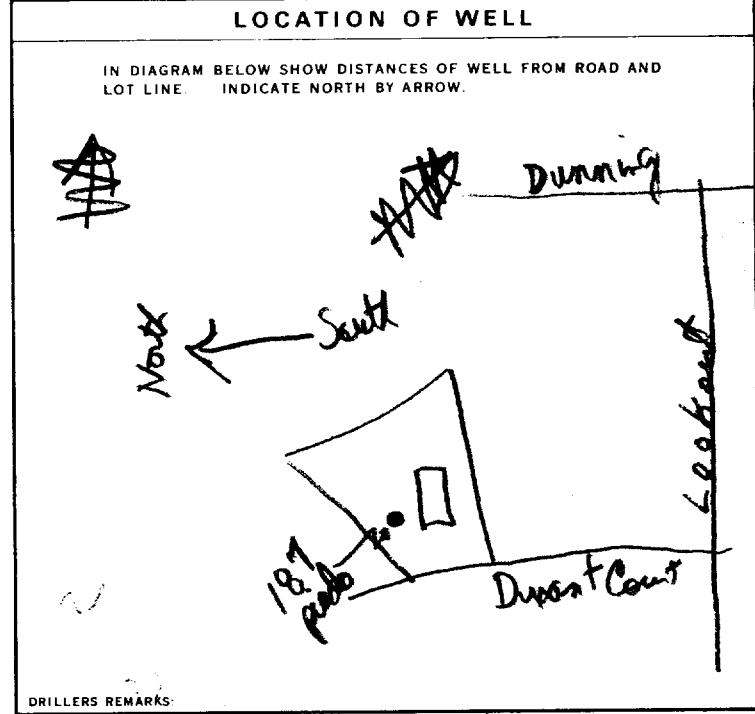 LOCATION OF WELL
IN DIAGRAM BELOW SHOW DISTANCES OF WELL FROM ROAD AND
LOT LINE. INDICATE NORTH BY ARROW.
Dunning
South
North
Lookout
187
Court
DRILLERS REMARKS: